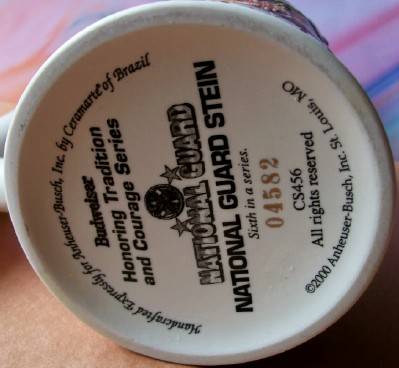 Handcrafted Expressly for Anheuser-Busch, Inc. by Ceramarte® of Brazil
Budweiser
Honoring Tradition
and Courage Series
NATIONAL GUARD
NATIONAL GUARD STEIN
Sixth in a series.
04582
CS456
All rights reserved
©2000 Anheuser-Busch, Inc. St. Louis, MO